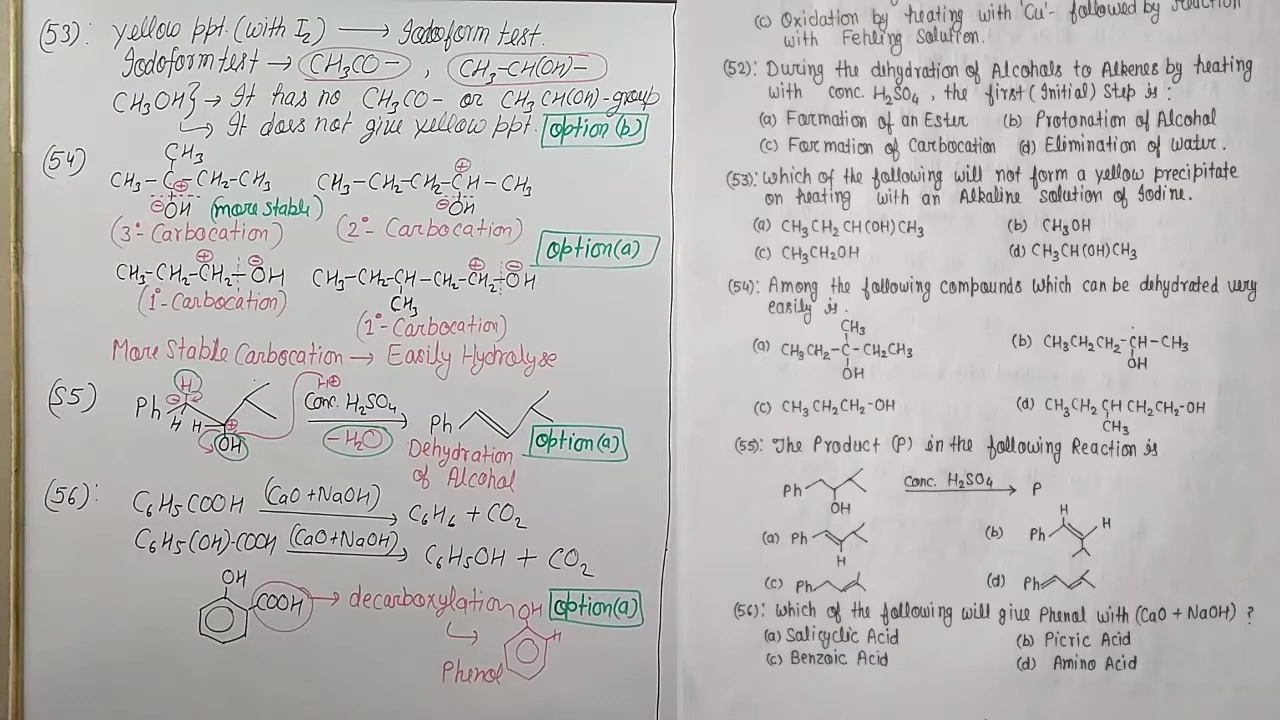 (53): yellow ppt. (with I₂) ⟶ Iodoform test.
Iodoform test → CH₃CO– , CH₃–CH(OH)–
CH₃OH} → It has no CH₃CO– or CH₃CH(OH)–group
↳ It does not give yellow ppt. option (b)
(54)
CH₃
CH₃–C–CH₂–CH₃ CH₃–CH₂–CH₂–CH–CH₃
⊕ ⊕
⊖OH (more stable) ⊖OH
(3°-Carbocation) (2°-Carbocation)
option(a)
⊕ ⊖ ⊕ ⊖
CH₃–CH₂–CH₂–OH CH₃–CH₂–CH–CH₂–CH₂–OH
CH₃
(1°-Carbocation) (1°-Carbocation)
More Stable Carbocation → Easily Hydrolyse
(55)
H H⊕
Ph ⊖ H H ⊕ OH Conc. H₂SO₄ Ph
–H₂O option(a)
Dehydration
of Alcohal
(56):
C₆H₅COOH (CaO+NaOH) → C₆H₆ + CO₂
C₆H₅(OH)-COOH (CaO+NaOH) → C₆H₅OH + CO₂
OH
COOH → decarboxylation option(a)
↳ OH H
Phenol
(c) Oxidation by heating with 'Cu'- followed by reaction
with Fehling Solution.
(52): During the dehydration of Alcohals to Alkenes by heating
with conc. H₂SO₄, the first (Initial) Step is :
(a) Formation of an Ester (b) Protonation of Alcohal
(c) Formation of Carbocation (d) Elimination of water.
(53): Which of the following will not form a yellow precipitate
on heating with an Alkaline solution of Iodine.
(a) CH₃CH₂CH(OH)CH₃ (b) CH₃OH
(c) CH₃CH₂OH (d) CH₃CH(OH)CH₃
(54): Among the following compounds which can be dehydrated very
easily is .
CH₃
(a) CH₃CH₂–C–CH₂CH₃ (b) CH₃CH₂CH₂–CH–CH₃
OH OH
(c) CH₃CH₂CH₂–OH (d) CH₃CH₂CHCH₂CH₂–OH
CH₃
(55): The Product (P) in the following Reaction is
Ph OH conc. H₂SO₄ → P
(a) Ph H (b) Ph H H
(c) Ph (d) Ph
(56): Which of the following will give Phenol with (CaO + NaOH) ?
(a) Salicyclic Acid (b) Picric Acid
(c) Benzoic Acid (d) Amino Acid